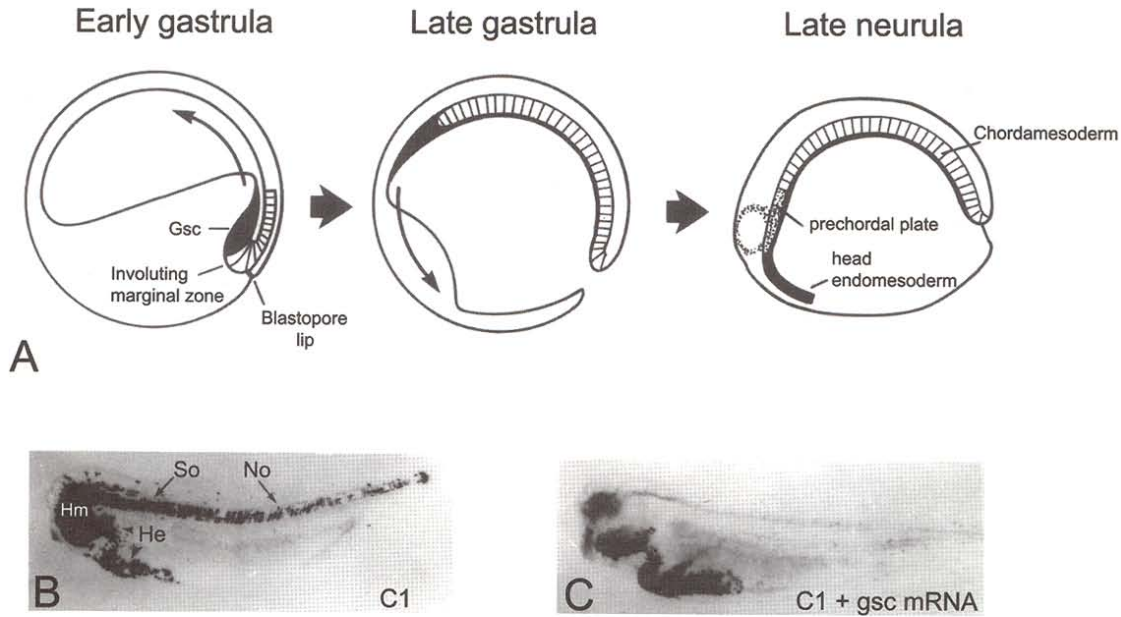 Early gastrula
Late gastrula
Late neurula
Gsc
Involuting
marginal zone
Blastopore
lip
Chordamesoderm
prechordal plate
head
endomesoderm
A
So
No
Hm
He
B
C1
C
C1 + gsc mRNA